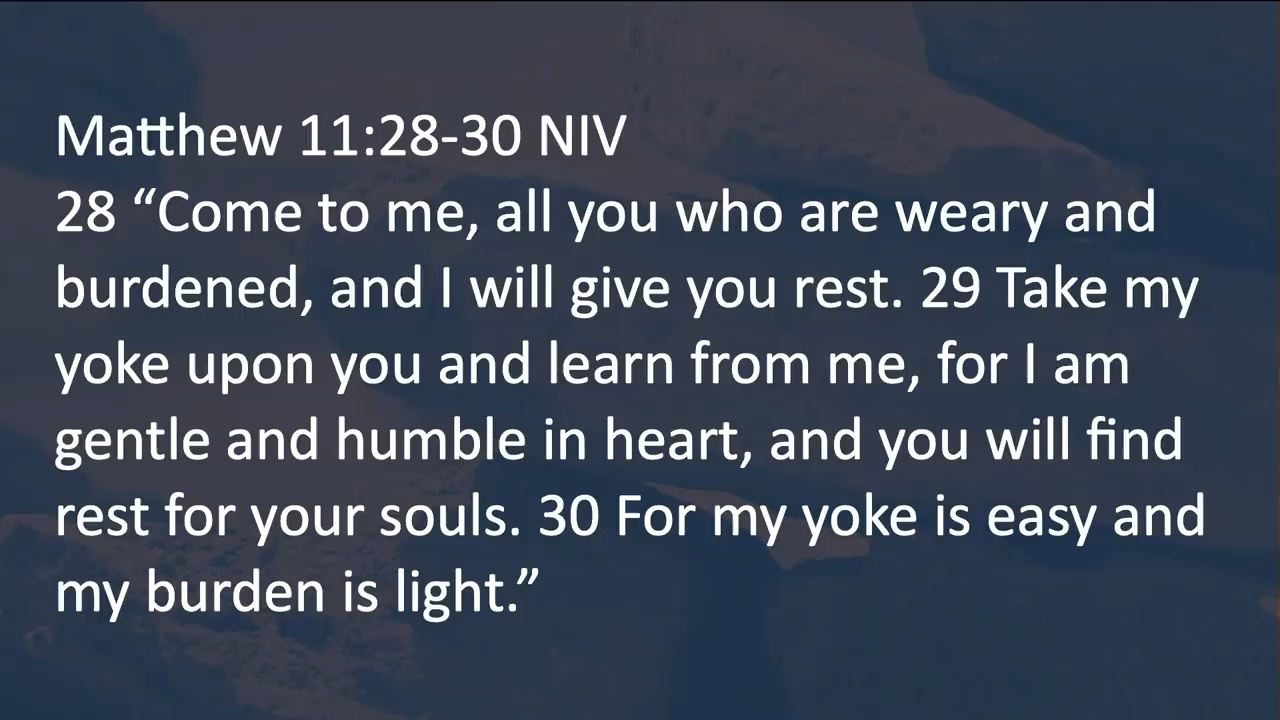 Matthew 11:28-30 NIV
28 “Come to me, all you who are weary and
burdened, and I will give you rest. 29 Take my
yoke upon you and learn from me, for I am
gentle and humble in heart, and you will find
rest for your souls. 30 For my yoke is easy and
my burden is light.”